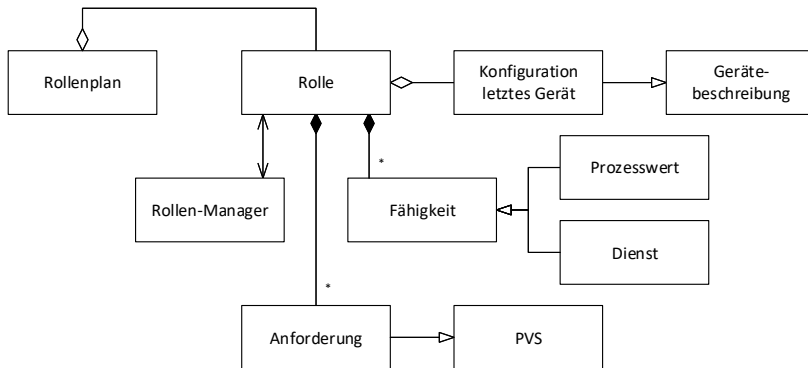 Rollenplan
Rolle
Konfiguration
letztes Gerät
Geräte-
beschreibung
*
Prozesswert
Rollen-Manager
Fähigkeit
Dienst
*
Anforderung
PVS